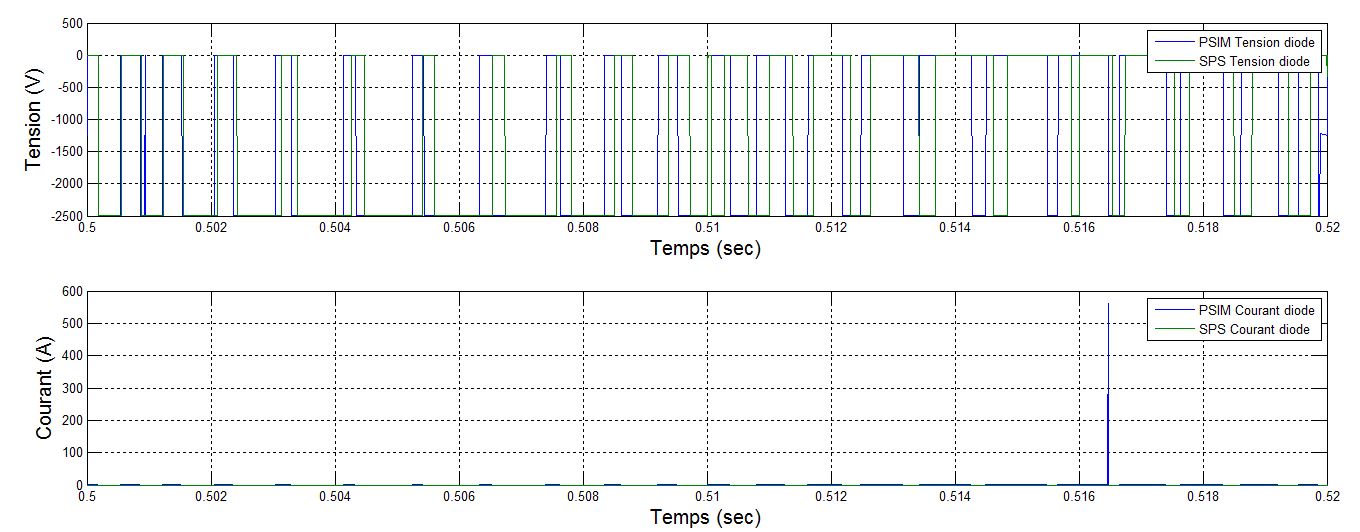 500
0
-500
-1000
-1500
-2000
-2500
Tension (V)
PSIM Tension diode
SPS Tension diode
0.5 0.502 0.504 0.506 0.508 0.51 0.512 0.514 0.516 0.518 0.52
Temps (sec)
600
500
400
300
200
100
0
Courant (A)
PSIM Courant diode
SPS Courant diode
0.5 0.502 0.504 0.506 0.508 0.51 0.512 0.514 0.516 0.518 0.52
Temps (sec)